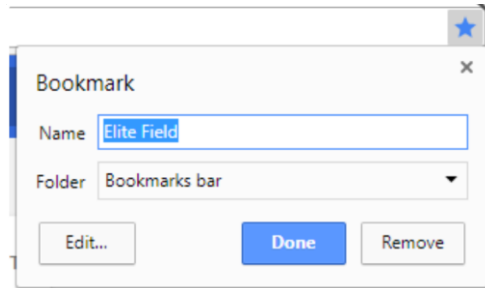 Bookmark
Name Elite Field
Folder Bookmarks bar
Edit... Done Remove